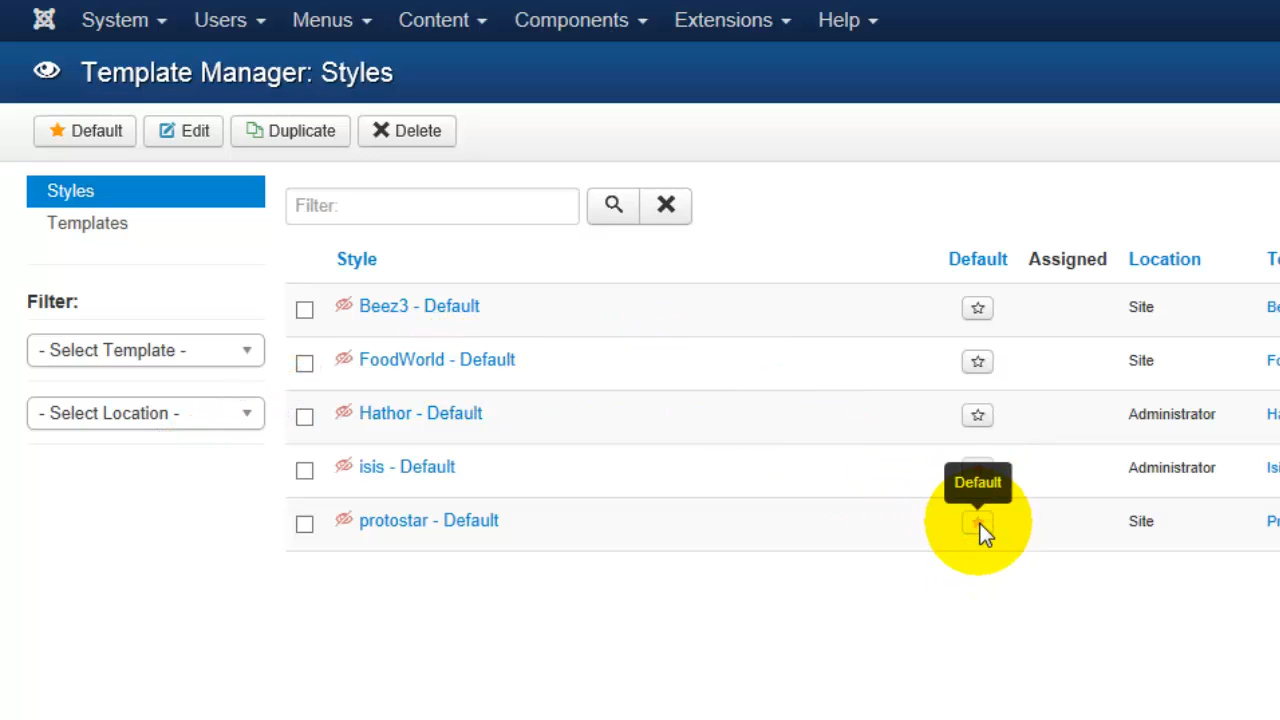 System Users Menus Content Components Extensions Help
Template Manager: Styles
Default Edit Duplicate Delete
Styles
Templates
Filter:
- Select Template -
- Select Location -
Filter:
Style Default Assigned Location
Beez3 - Default Site
FoodWorld - Default Site
Hathor - Default Administrator
isis - Default Administrator
Default
protostar - Default Site